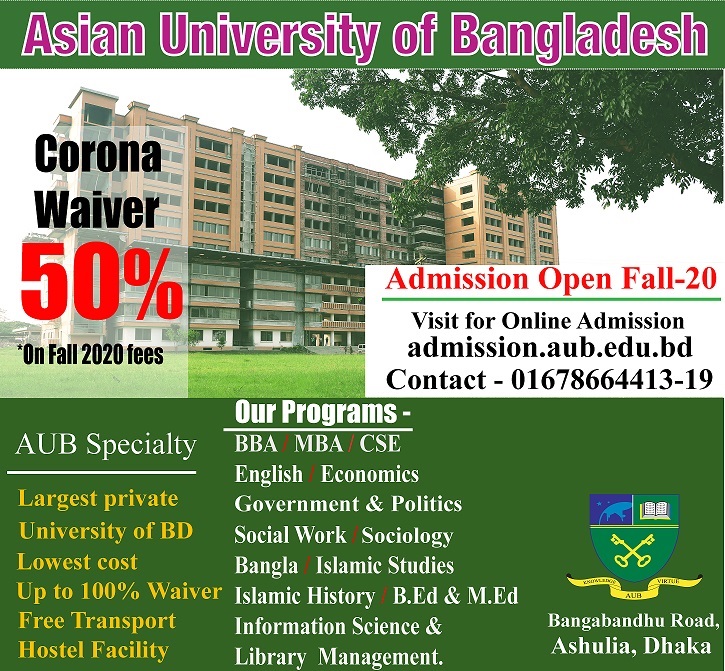 Asian University of Bangladesh
Corona
Waiver
50%
*On Fall 2020 fees
Admission Open Fall-20
Visit for Online Admission
admission.aub.edu.bd
Contact - 01678664413-19
AUB Specialty
Largest private
University of BD
Lowest cost
Up to 100% Waiver
Free Transport
Hostel Facility
Our Programs -
BBA / MBA / CSE
English / Economics
Government & Politics
Social Work / Sociology
Bangla / Islamic Studies
Islamic History / B.Ed & M.Ed
Information Science &
Library Management.
KNOWLEDGE VIRTUE
AUB
Bangabandhu Road,
Ashulia, Dhaka